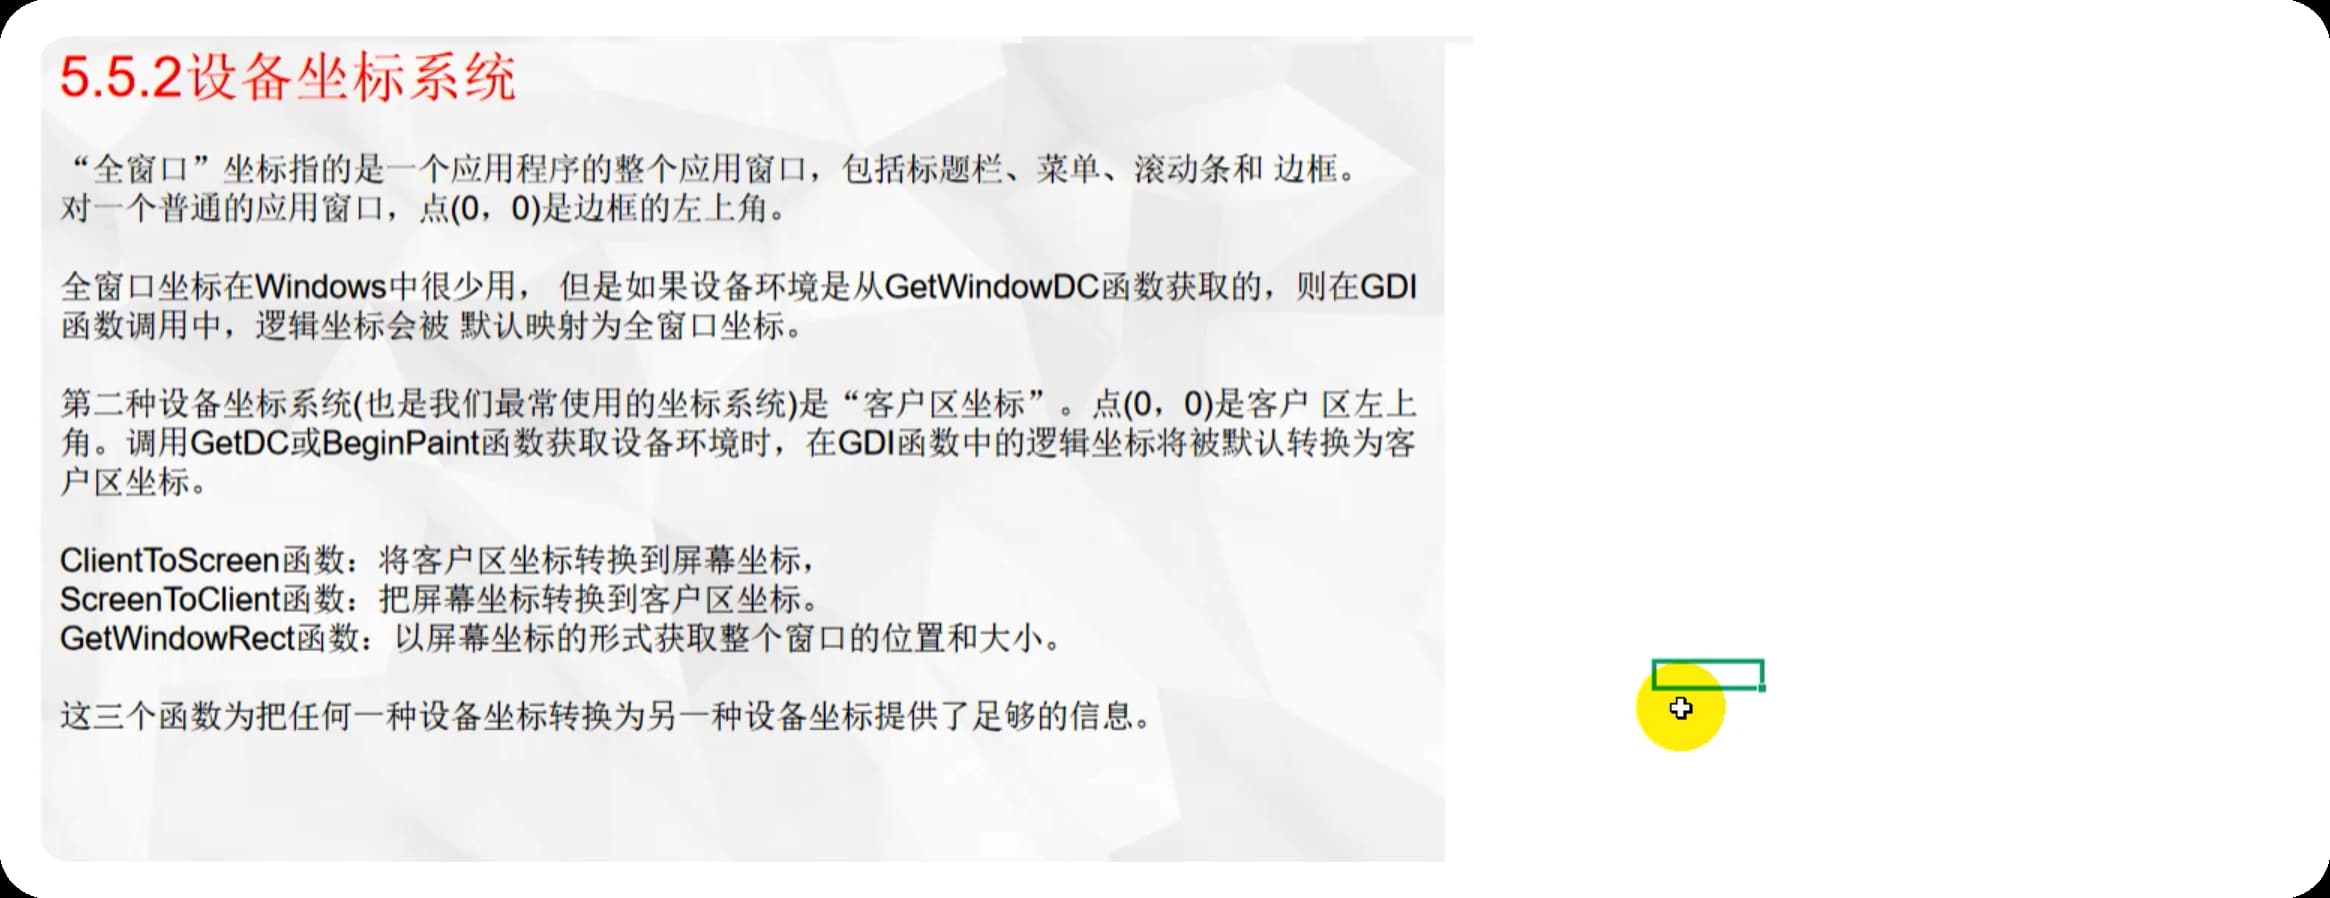 5.5.2设备坐标系统
“全窗口”坐标指的是一个应用程序的整个应用窗口，包括标题栏、菜单、滚动条和 边框。
对一个普通的应用窗口，点(0，0)是边框的左上角。
全窗口坐标在Windows中很少用， 但是如果设备环境是从GetWindowDC函数获取的，则在GDI
函数调用中，逻辑坐标会被 默认映射为全窗口坐标。
第二种设备坐标系统(也是我们最常使用的坐标系统)是“客户区坐标”。点(0，0)是客户 区左上
角。调用GetDC或BeginPaint函数获取设备环境时，在GDI函数中的逻辑坐标将被默认转换为客
户区坐标。
ClientToScreen函数：将客户区坐标转换到屏幕坐标，
ScreenToClient函数：把屏幕坐标转换到客户区坐标。
GetWindowRect函数：以屏幕坐标的形式获取整个窗口的位置和大小。
这三个函数为把任何一种设备坐标转换为另一种设备坐标提供了足够的信息。